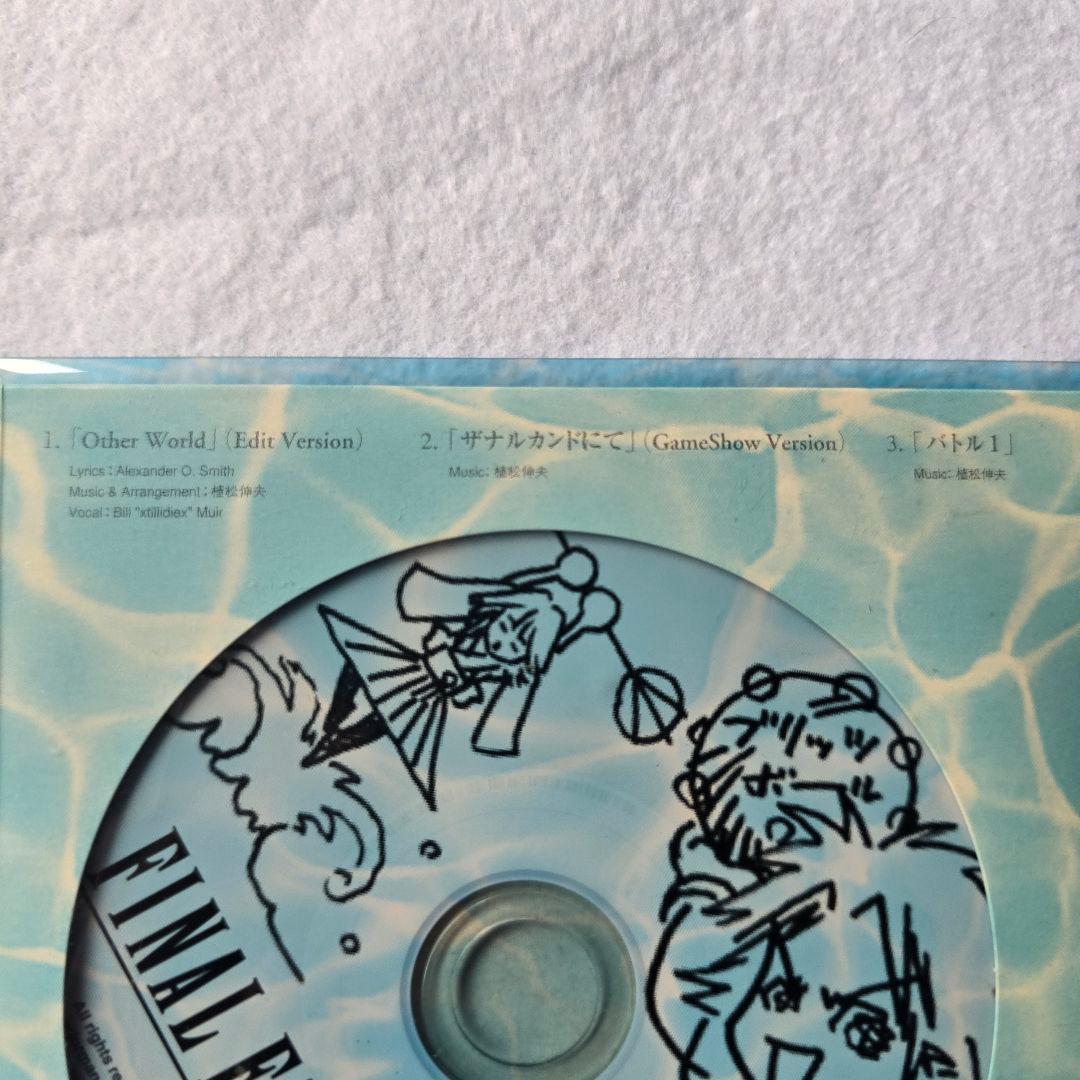 1.「Other World」(Edit Version)
Lyrics : Alexander O. Smith
Music & Arrangement : 植松伸夫
Vocal : Bill "xtillidiex" Muir
2.「ザナルカンドにて」(GameShow Version)
Music: 植松伸夫
3.「バトル1」
Music: 植松伸夫
ブリッツ
ボール
FINAL
All rights